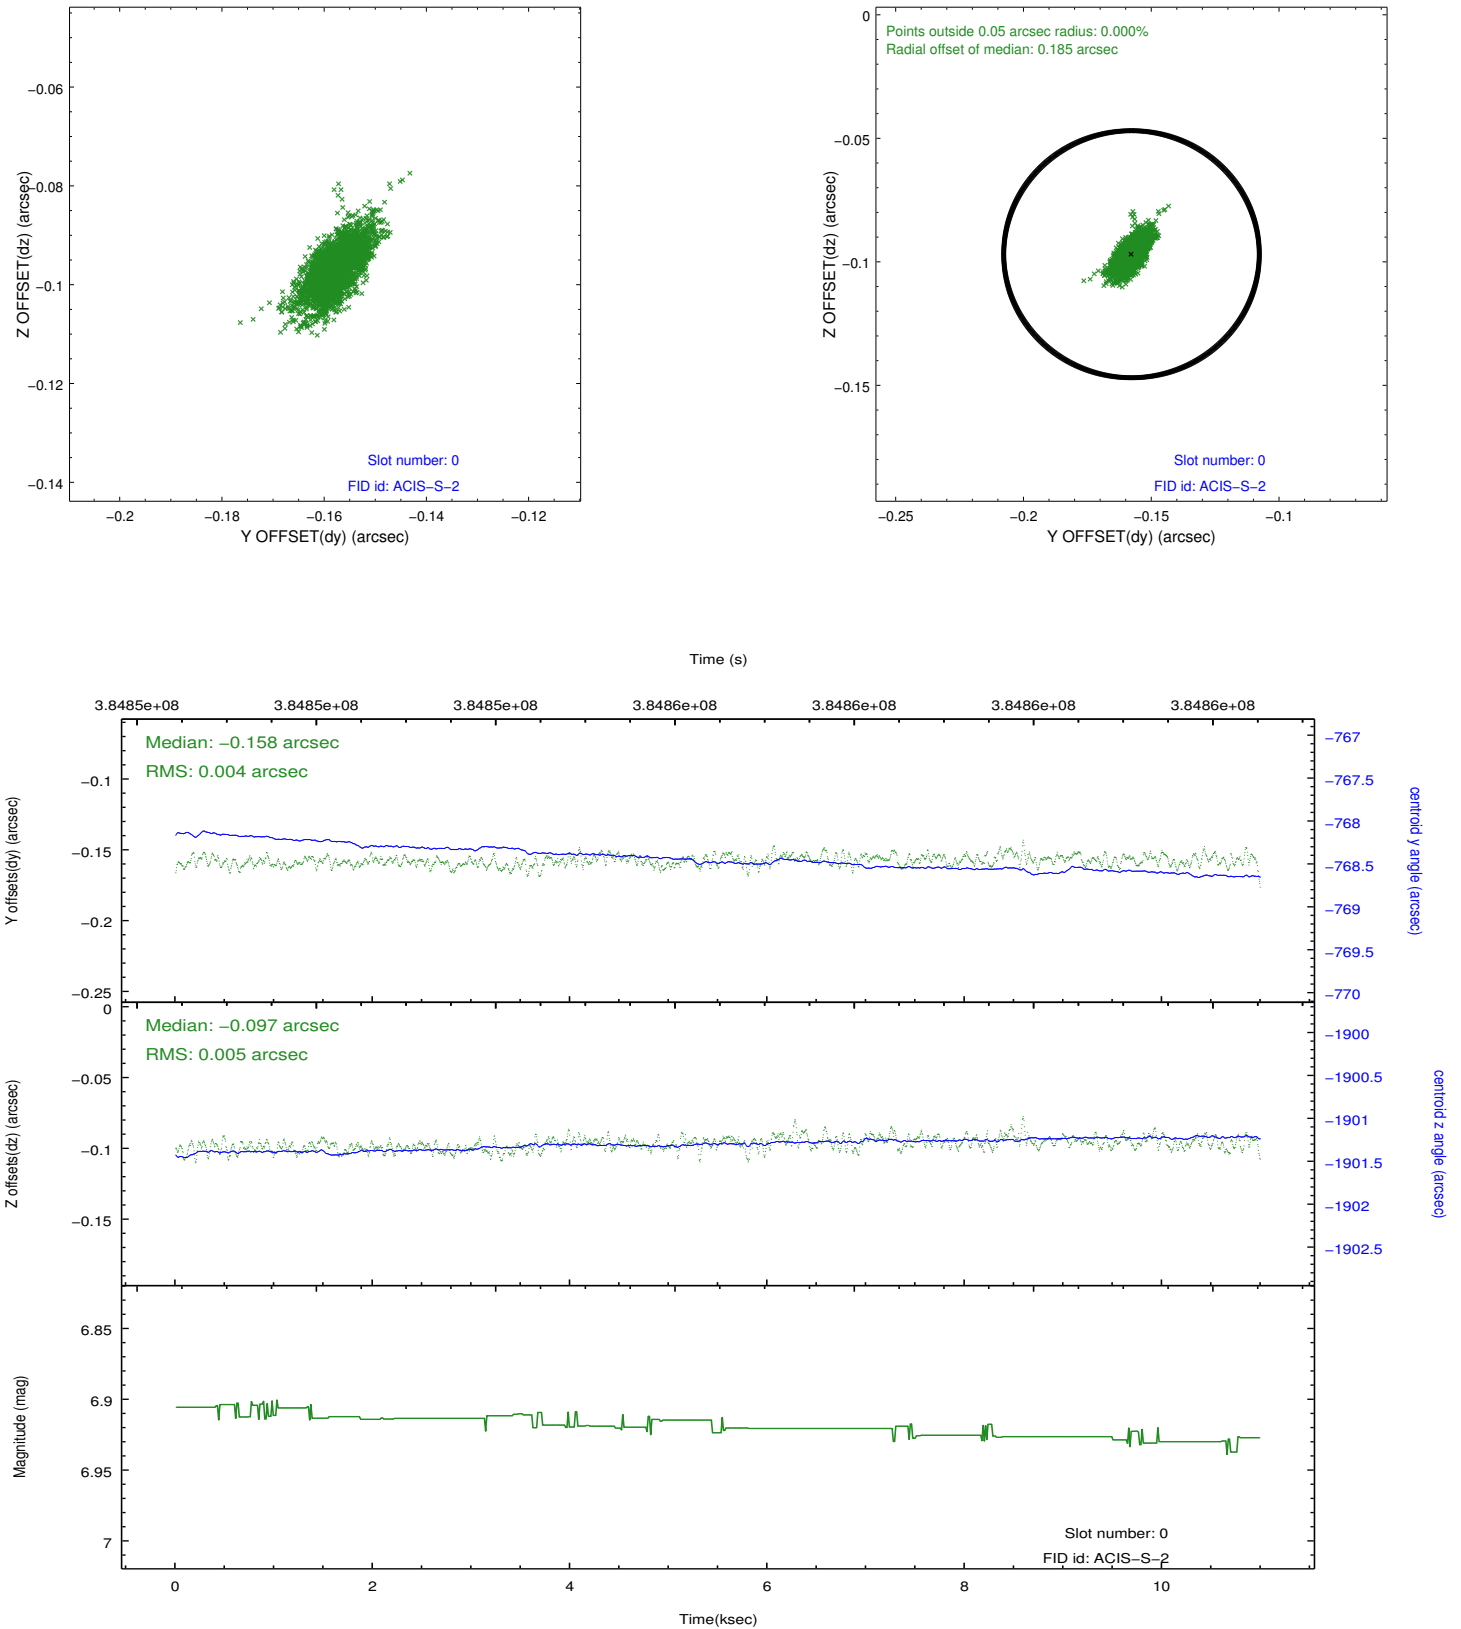 −0.06
−0.08
−0.1
−0.12
−0.14
Z OFFSET(dz) (arcsec)
Slot number: 0
FID id: ACIS−S−2
−0.2
−0.18
−0.16
−0.14
−0.12
Y OFFSET(dy) (arcsec)
Points outside 0.05 arcsec radius: 0.000%
Radial offset of median: 0.185 arcsec
0
−0.05
−0.1
−0.15
Z OFFSET(dz) (arcsec)
Slot number: 0
FID id: ACIS−S−2
−0.25
−0.2
−0.15
−0.1
Y OFFSET(dy) (arcsec)
Time (s)
3.8485e+08
3.8485e+08
3.8485e+08
3.8486e+08
3.8486e+08
3.8486e+08
3.8486e+08
Median: −0.158 arcsec
RMS: 0.004 arcsec
−0.1
−0.15
−0.2
−0.25
Y offsets(dy) (arcsec)
−767
−767.5
−768
−768.5
−769
−769.5
−770
centroid y angle (arcsec)
Median: −0.097 arcsec
RMS: 0.005 arcsec
0
−0.05
−0.1
−0.15
Z offsets(dz) (arcsec)
−1900
−1900.5
−1901
−1901.5
−1902
−1902.5
centroid z angle (arcsec)
6.85
6.9
6.95
7
Magnitude (mag)
Slot number: 0
FID id: ACIS−S−2
0
2
4
6
8
10
Time(ksec)